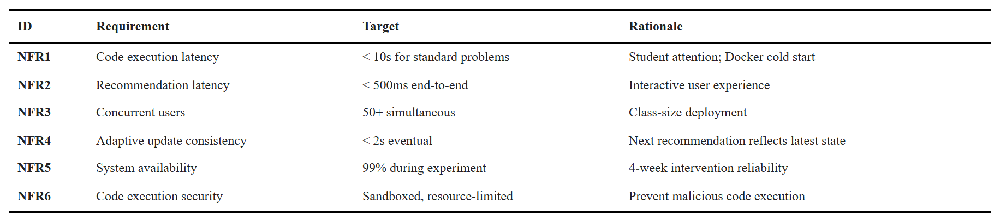 ID Requirement Target Rationale
NFR1 Code execution latency < 10s for standard problems Student attention; Docker cold start
NFR2 Recommendation latency < 500ms end-to-end Interactive user experience
NFR3 Concurrent users 50+ simultaneous Class-size deployment
NFR4 Adaptive update consistency < 2s eventual Next recommendation reflects latest state
NFR5 System availability 99% during experiment 4-week intervention reliability
NFR6 Code execution security Sandboxed, resource-limited Prevent malicious code execution